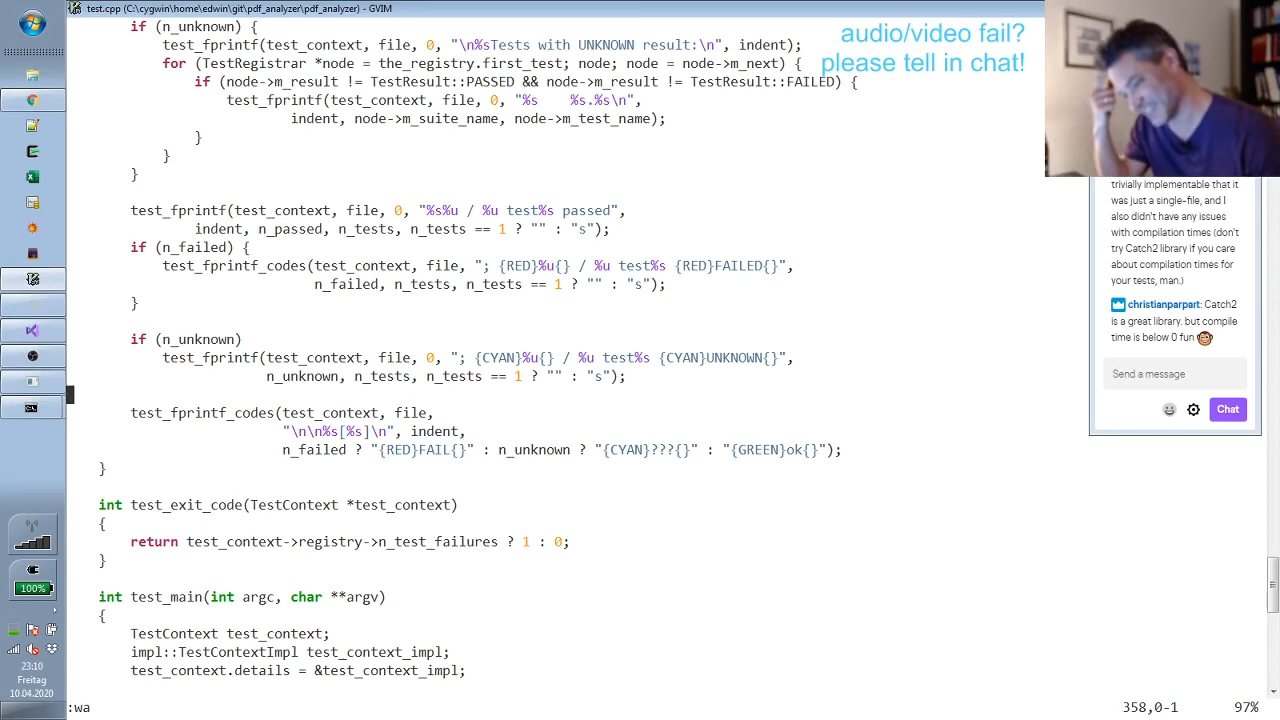 test.cpp (C:\cygwin\home\edwin\git\pdf_analyzer\pdf_analyzer) - GVIM
if (n_unknown) {
test_fprintf(test_context, file, 0, "\n%sTests with UNKNOWN result:\n", indent);
for (TestRegistrar *node = the_registry.first_test; node; node = node->m_next) {
if (node->m_result != TestResult::PASSED && node->m_result != TestResult::FAILED) {
test_fprintf(test_context, file, 0, "%s    %s.%s\n",
indent, node->m_suite_name, node->m_test_name);
}
}
}
test_fprintf(test_context, file, 0, "%s%u / %u test%s passed",
indent, n_passed, n_tests, n_tests == 1 ? "" : "s");
if (n_failed) {
test_fprintf_codes(test_context, file, "; {RED}%u{} / %u test%s {RED}FAILED{}",
n_failed, n_tests, n_tests == 1 ? "" : "s");
}
if (n_unknown)
test_fprintf(test_context, file, 0, "; {CYAN}%u{} / %u test%s {CYAN}UNKNOWN{}",
n_unknown, n_tests, n_tests == 1 ? "" : "s");
test_fprintf_codes(test_context, file,
"\n\n%s[%s]\n", indent,
n_failed ? "{RED}FAIL{}" : n_unknown ? "{CYAN}???{}" : "{GREEN}ok{}");
}
int test_exit_code(TestContext *test_context)
{
return test_context->registry->n_test_failures ? 1 : 0;
}
int test_main(int argc, char **argv)
{
TestContext test_context;
impl::TestContextImpl test_context_impl;
test_context.details = &test_context_impl;
:wa
358,0-1
97%
audio/video fail?
please tell in chat!
trivially implementable that it
was just a single-file, and I
also didn't have any issues
with compilation times (don't
try Catch2 library if you care
about compilation times for
your tests, man.)
christianparpart: Catch2
is a great library. but compile
time is below 0 fun
Send a message
Chat
100%
23:10
Freitag
10.04.2020